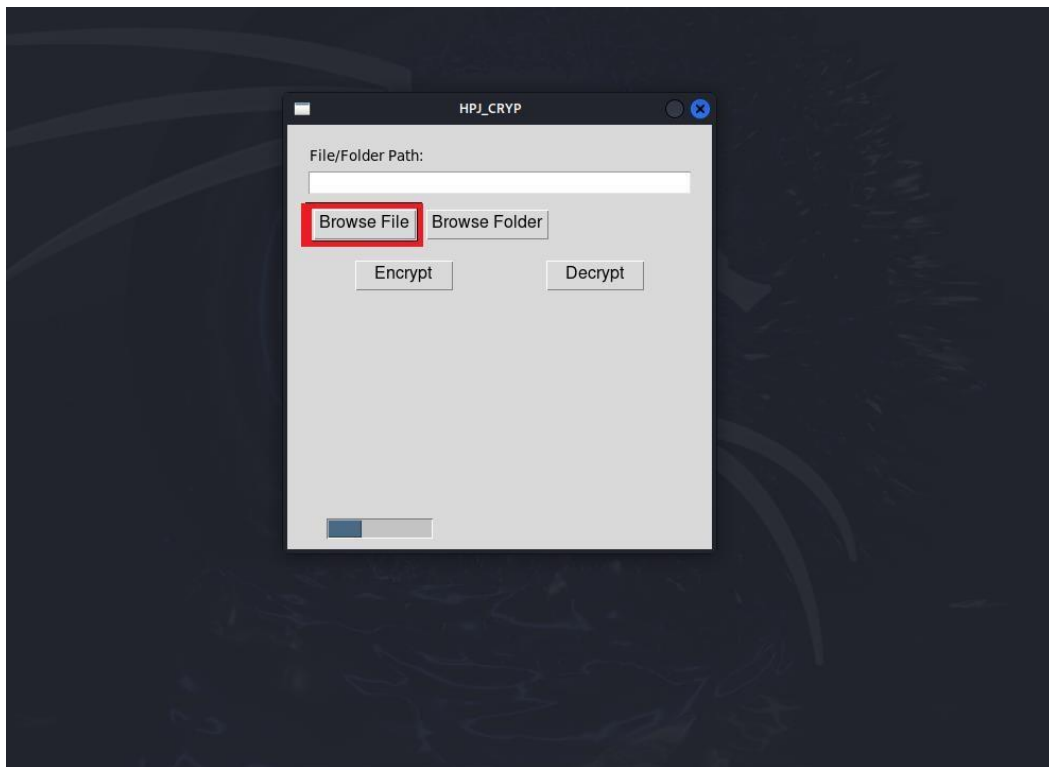 HPJ_CRYP
File/Folder Path:
Browse File Browse Folder
Encrypt Decrypt